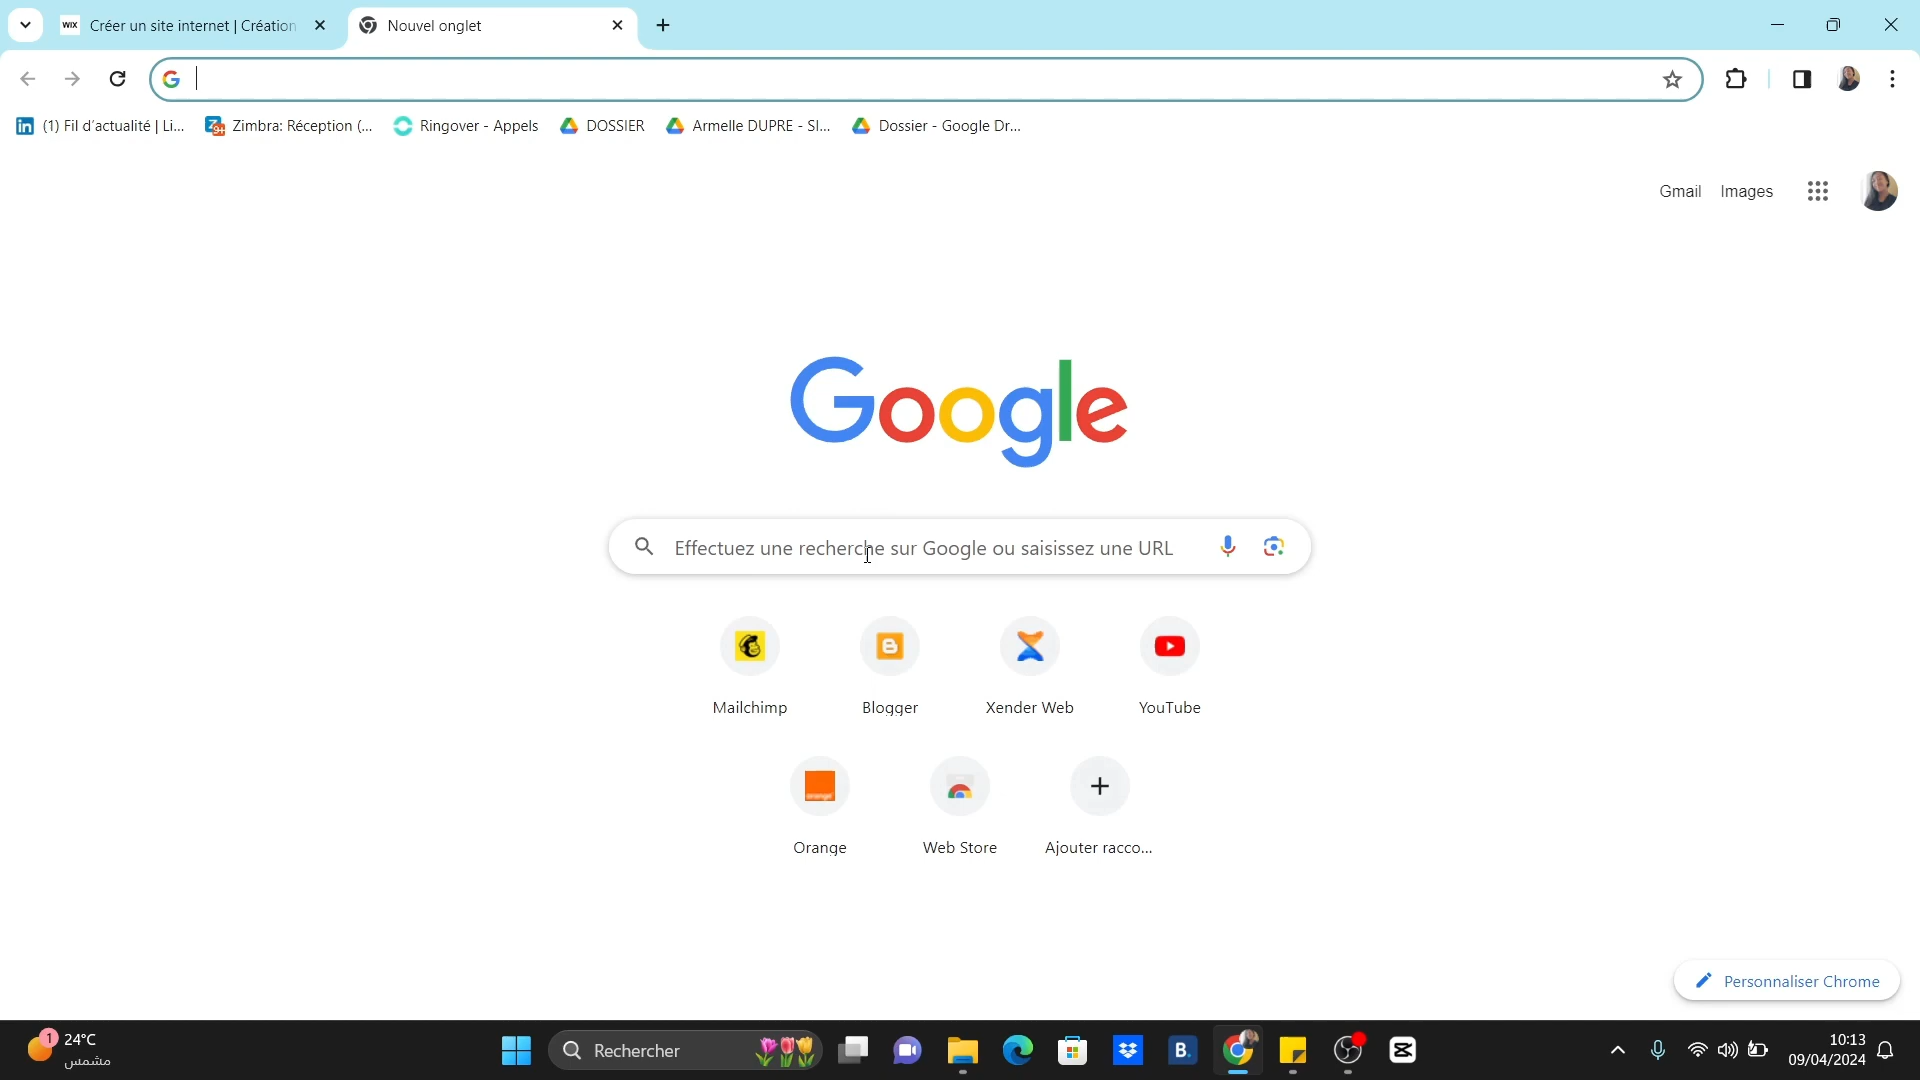 WIX Créer un site internet | Création
Nouvel onglet
(1) Fil d'actualité | Li...
Zimbra: Réception (...
Ringover - Appels
DOSSIER
Armelle DUPRE - SI...
Dossier - Google Dr...
Gmail Images
Google
Effectuez une recherche sur Google ou saisissez une URL
Mailchimp
Blogger
Xender Web
YouTube
Orange
Web Store
Ajouter racco...
Personnaliser Chrome
1
24°C
مشمس
Rechercher
B.
10:13
09/04/2024